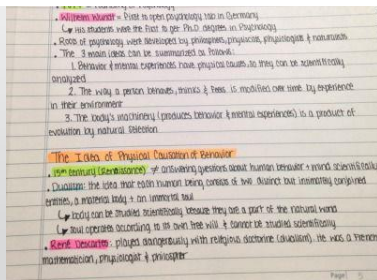 • Wilhelm Wundt = First to open psychology lab in Germany
↳ His students were the first to get Ph.D. degrees in Psychology
• Roots of psychology were developed by philosophers, physicists, physiologists & naturalists
• The 3 main ideas can be summarized as follows:
1. Behavior & mental experiences have physical causes, so they can be scientifically
analyzed
2. The way a person behaves, thinks & feels is modified over time by experience
in their environment
3. The body's machinery (produces behavior & mental experiences) is a product of
evolution by natural selection
The Idea of Physical Causation of Behavior
• 15th century (Renaissance) answering questions about human behavior + mind scientifically
• Dualism: the idea that each human being consists of two distinct but intimately conjoined
entities, a material body + an immortal soul
↳ body can be studied scientifically because they are a part of the natural world
↳ soul operates according to its own free will & cannot be studied scientifically
• René Descartes: played dangerously with religious doctrine (dualism). He was a French
mathematician, physiologist & philosopher
Page